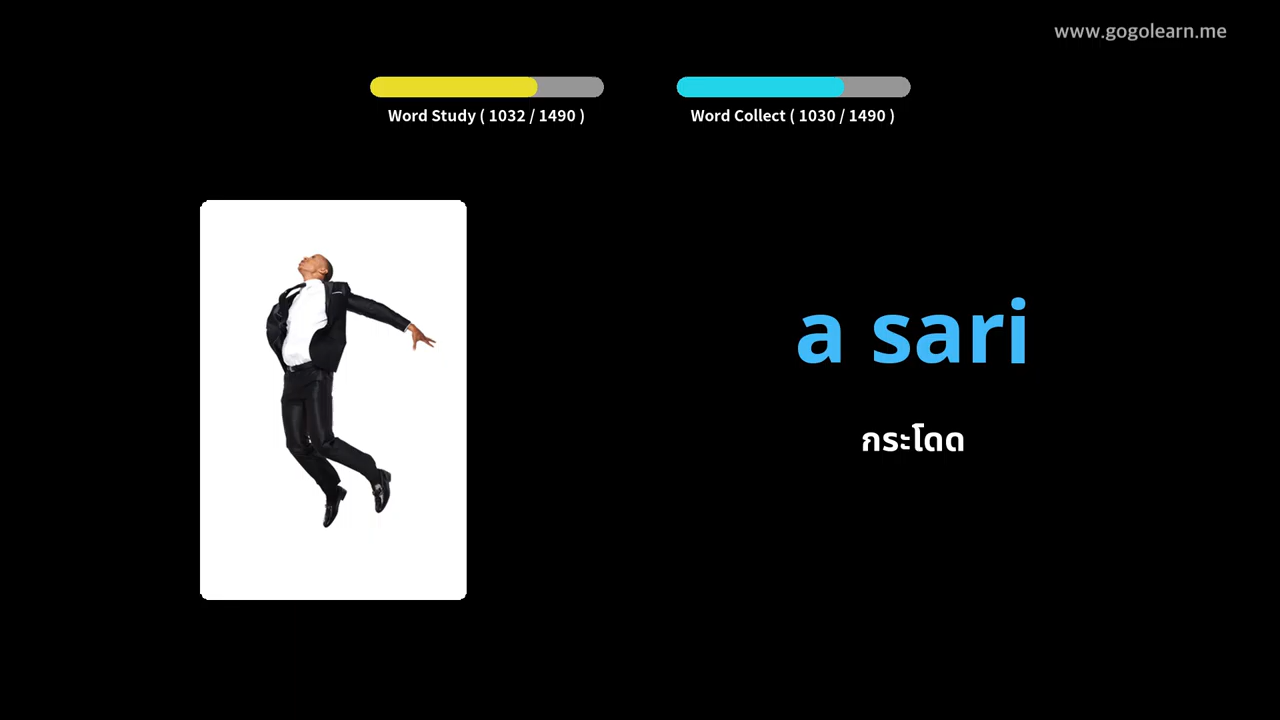 www.gogolearn.me
Word Study ( 1032 / 1490 )
Word Collect ( 1030 / 1490 )
a sari
กระโดด